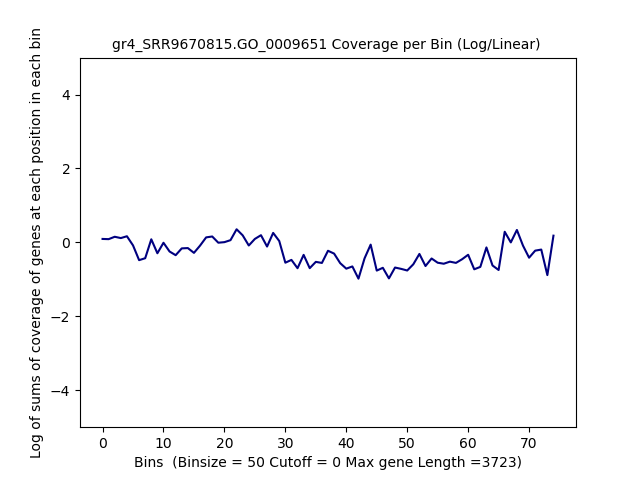 gr4_SRR9670815.GO_0009651 Coverage per Bin (Log/Linear)
Log of sums of coverage of genes at each position in each bin
4
2
0
−2
−4
0 10 20 30 40 50 60 70
Bins  (Binsize = 50 Cutoff = 0 Max gene Length =3723)